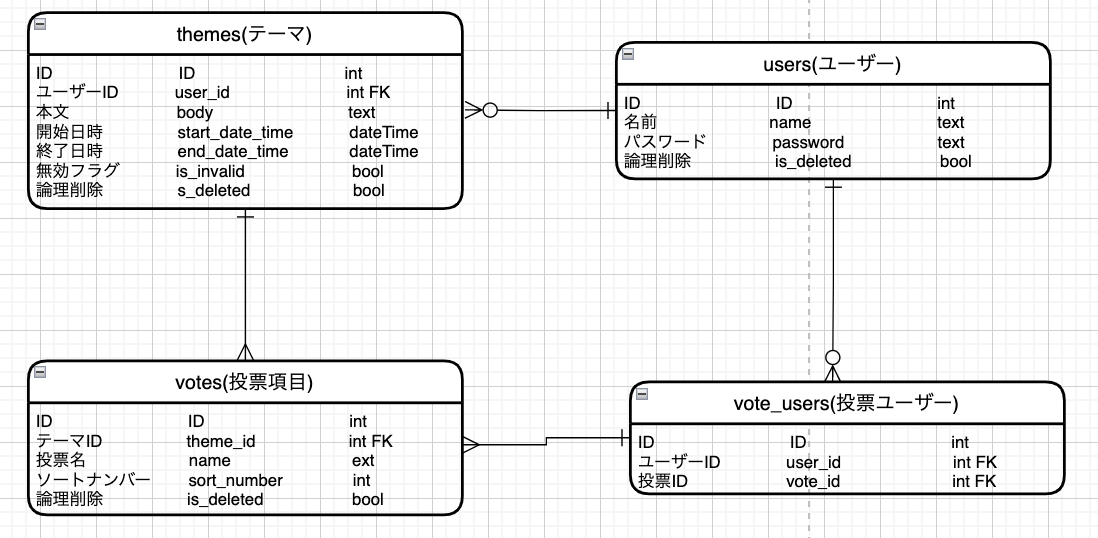 themes(テーマ)
ID ID int
ユーザーID user_id int FK
本文 body text
開始日時 start_date_time dateTime
終了日時 end_date_time dateTime
無効フラグ is_invalid bool
論理削除 s_deleted bool
users(ユーザー)
ID ID int
名前 name text
パスワード password text
論理削除 is_deleted bool
votes(投票項目)
ID ID int
テーマID theme_id int FK
投票名 name ext
ソートナンバー sort_number int
論理削除 is_deleted bool
vote_users(投票ユーザー)
ID ID int
ユーザーID user_id int FK
投票ID vote_id int FK